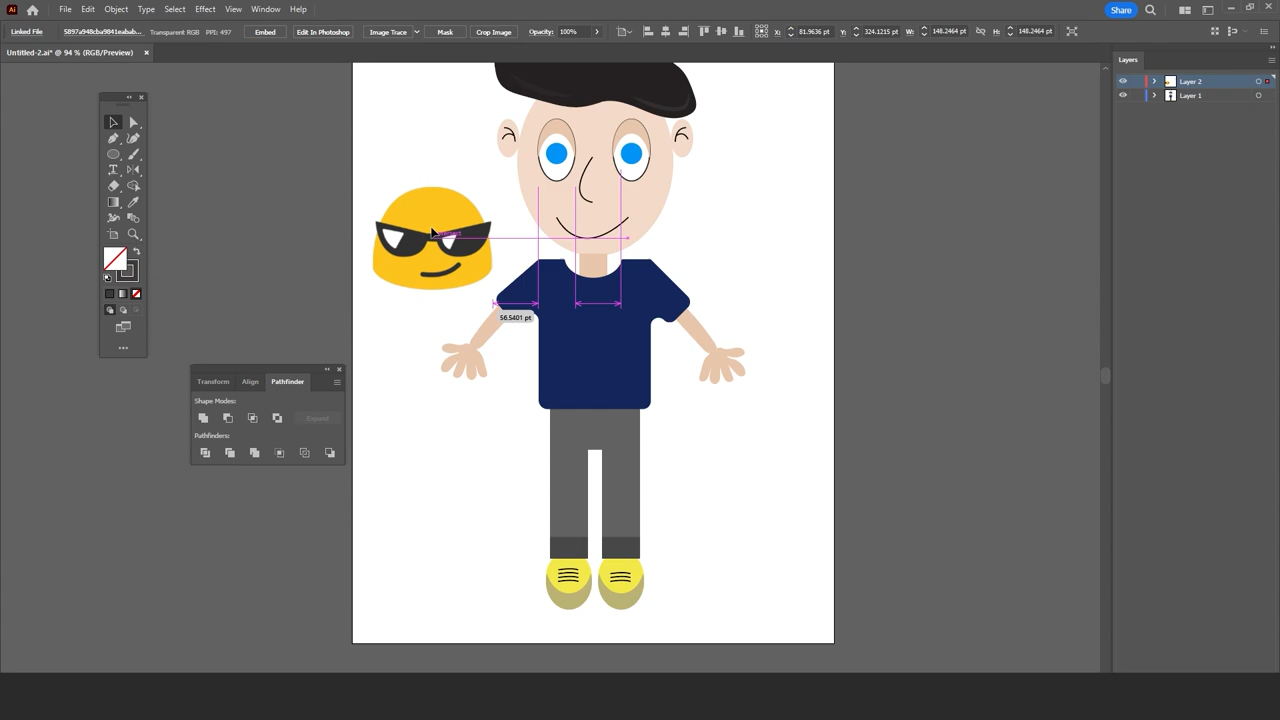 Ai File Edit Object Type Select Effect View Window Help Share
Linked File Transparent RGB PPI: 497 Embed Edit In Photoshop Image Trace Mask Crop Image Opacity: 100% X: 81.9636 pt Y: 324.1215 pt W: 148.2464 pt H: 148.2464 pt
Untitled-2.ai* @ 94 % (RGB/Preview)
Layers
Layer 2
Layer 1
56.5401 pt
Transform Align Pathfinder
Shape Modes:
Expand
Pathfinders: